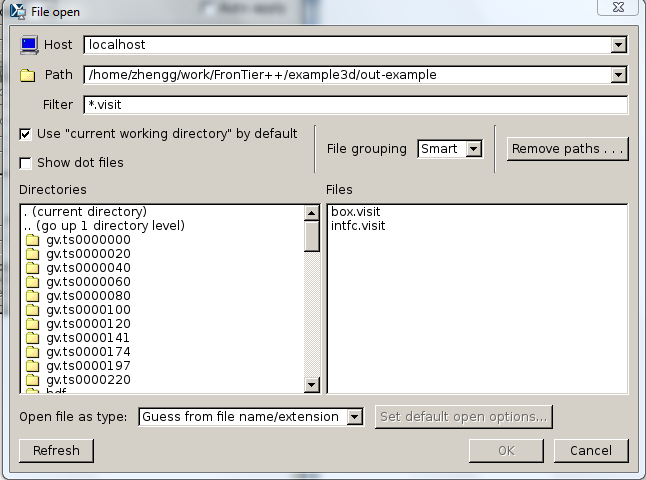 File open
Host localhost
Path /home/zhengg/work/FronTier++/example3d/out-example
Filter *.visit
Use "current working directory" by default
Show dot files
File grouping Smart
Remove paths . . .
Directories
. (current directory)
.. (go up 1 directory level)
gv.ts0000000
gv.ts0000020
gv.ts0000040
gv.ts0000060
gv.ts0000080
gv.ts0000100
gv.ts0000120
gv.ts0000141
gv.ts0000174
gv.ts0000197
gv.ts0000220
Files
box.visit
intfc.visit
Open file as type: Guess from file name/extension
Set default open options...
Refresh
OK
Cancel